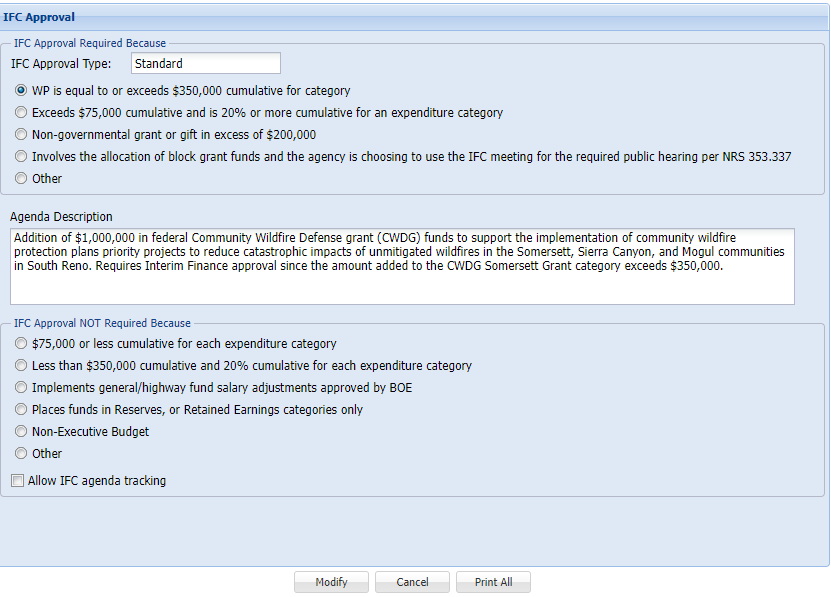 IFC Approval
IFC Approval Required Because
IFC Approval Type: Standard
WP is equal to or exceeds $350,000 cumulative for category
Exceeds $75,000 cumulative and is 20% or more cumulative for an expenditure category
Non-governmental grant or gift in excess of $200,000
Involves the allocation of block grant funds and the agency is choosing to use the IFC meeting for the required public hearing per NRS 353.337
Other
Agenda Description
Addition of $1,000,000 in federal Community Wildfire Defense grant (CWDG) funds to support the implementation of community wildfire
protection plans priority projects to reduce catastrophic impacts of unmitigated wildfires in the Somersett, Sierra Canyon, and Mogul communities
in South Reno. Requires Interim Finance approval since the amount added to the CWDG Somersett Grant category exceeds $350,000.
IFC Approval NOT Required Because
$75,000 or less cumulative for each expenditure category
Less than $350,000 cumulative and 20% cumulative for each expenditure category
Implements general/highway fund salary adjustments approved by BOE
Places funds in Reserves, or Retained Earnings categories only
Non-Executive Budget
Other
Allow IFC agenda tracking
Modify Cancel Print All